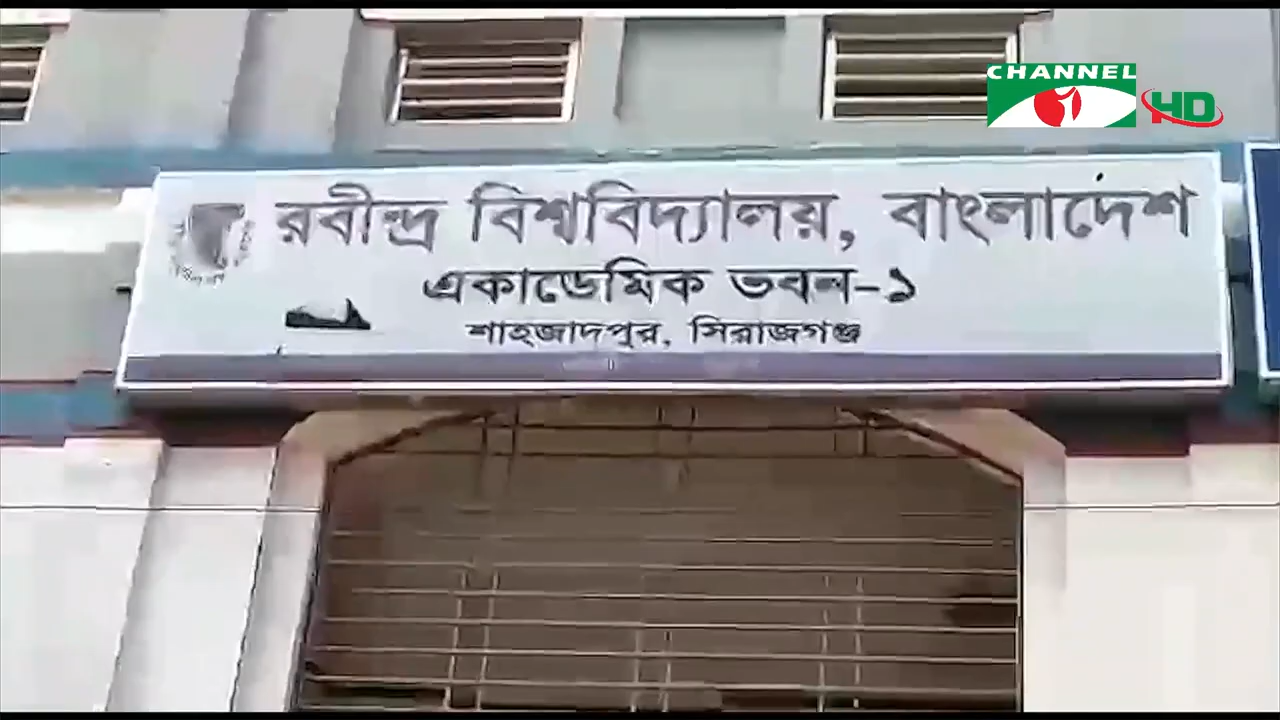 CHANNEL
HD
রবীন্দ্র বিশ্ববিদ্যালয়, বাংলাদেশ
একাডেমিক ভবন-১
শাহজাদপুর, সিরাজগঞ্জ